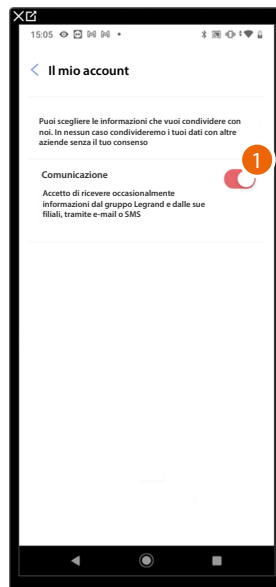 15:05
Il mio account
Puoi scegliere le informazioni che vuoi condividere con
noi. In nessun caso condivideremo i tuoi dati con altre
aziende senza il tuo consenso
1
Comunicazione
Accetto di ricevere occasionalmente
informazioni dal gruppo Legrand e dalle sue
filiali, tramite e-mail o SMS